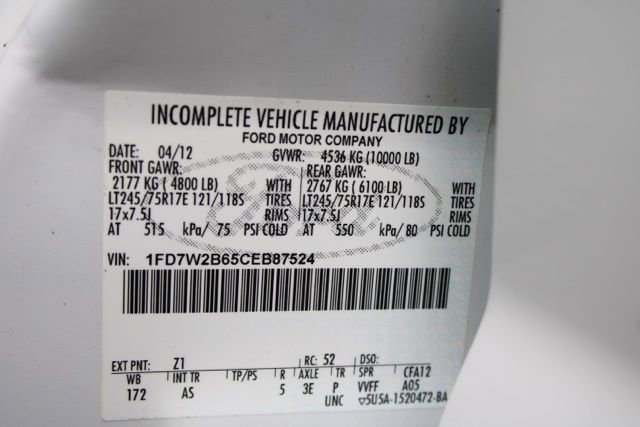 INCOMPLETE VEHICLE MANUFACTURED BY
FORD MOTOR COMPANY
DATE: 04/12 GVWR: 4536 KG (10000 LB)
FRONT GAWR: REAR GAWR:
2177 KG ( 4800 LB) WITH 2767 KG ( 6100 LB) WITH
LT245/75R17E 121/118S TIRES LT245/75R17E 121/118S TIRES
17x7.5J RIMS 17x7.5J RIMS
AT 515 kPa/ 75 PSI COLD AT 550 kPa/ 80 PSI COLD
VIN: 1FD7W2B65CEB87524
EXT PNT: Z1 RC: 52 DSO:
WB INT TR TP/PS R AXLE TR SPR CFA12
172 AS 5 3E P VVFF A05
UNC ▽5U5A-1520472-BA